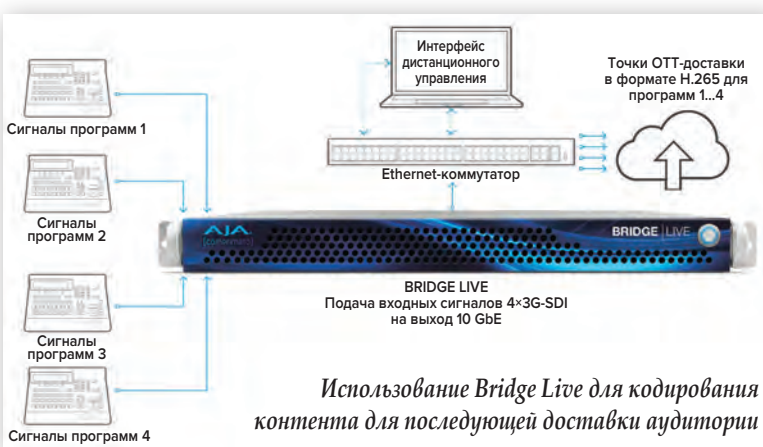 Интерфейс
дистанционного
управления
Точки ОТТ-доставки
в формате H.265 для
программ 1...4
Сигналы программ 1
Ethernet-коммутатор
Сигналы
программ 2
AJA
BRIDGE LIVE
BRIDGE LIVE
Подача входных сигналов 4×3G-SDI
на выход 10 GbE
Сигналы
программ 3
Сигналы программ 4
Использование Bridge Live для кодирования
контента для последующей доставки аудитории